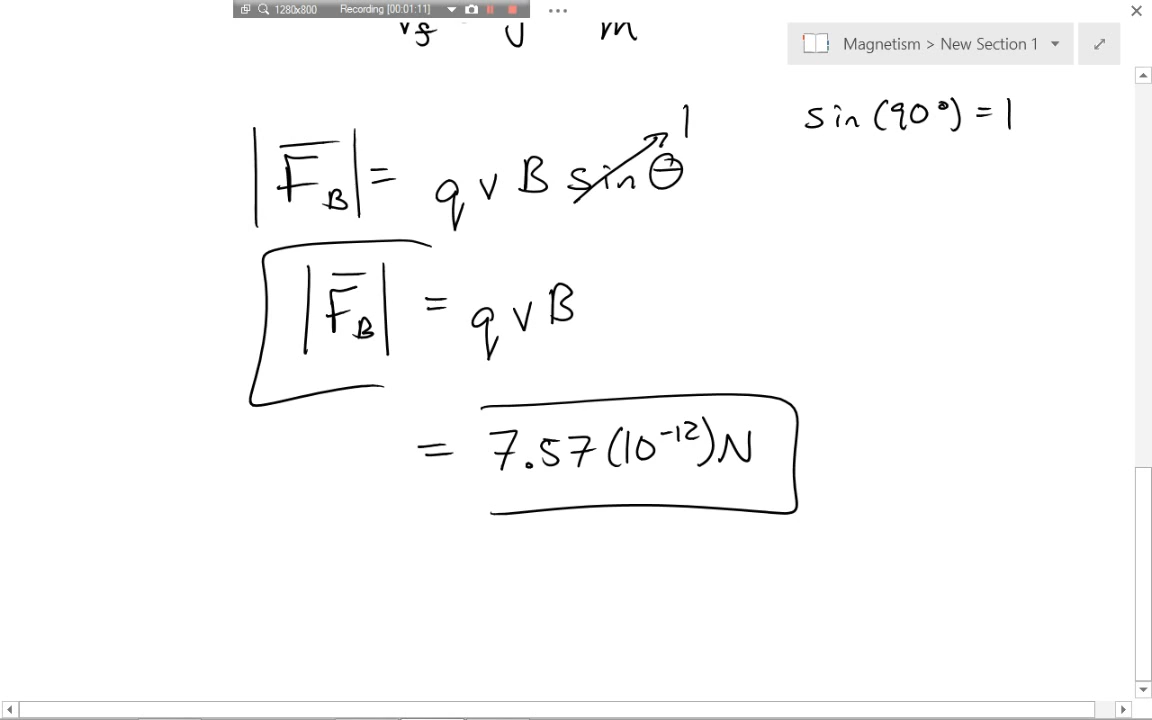 1280x800 Recording [00:01:11]
Magnetism > New Section 1
m
sin (90°) = 1
|F_B| = q v B sin θ 1
|F_B| = q v B
= 7.57 (10^-12) N